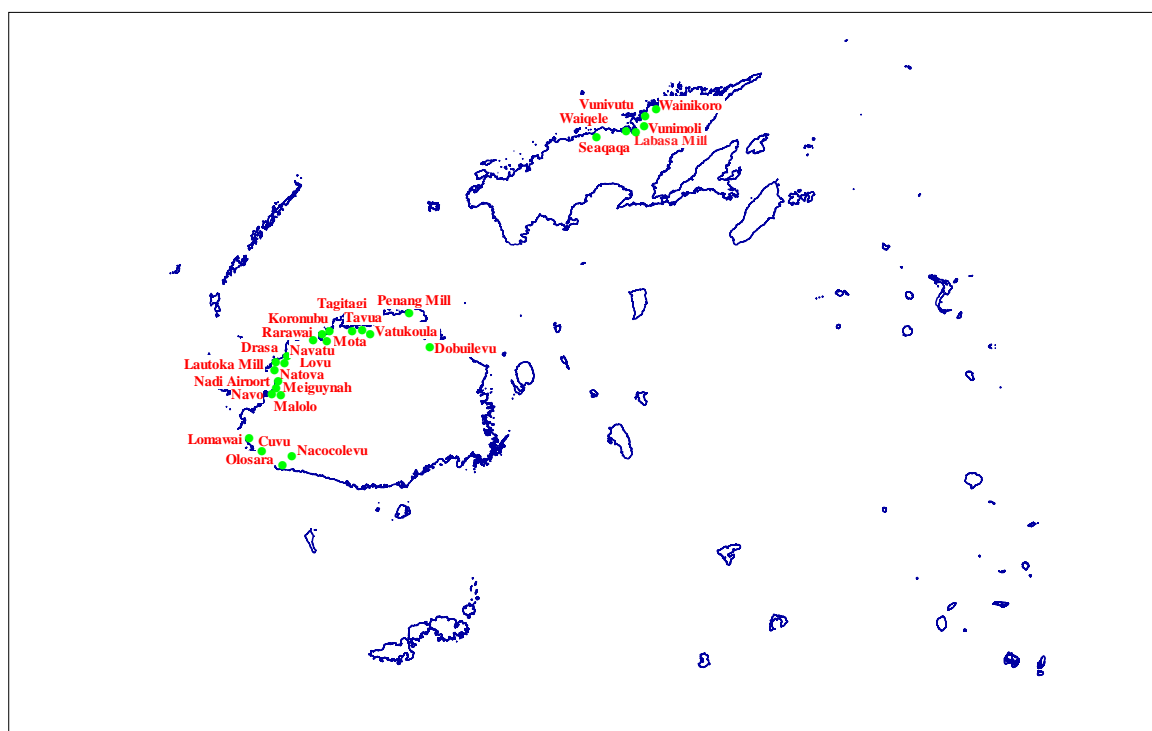 Vunivutu
Wainikoro
Waiqele
Vunimoli
Labasa Mill
Seaqaqa
Tagitagi
Penang Mill
Koronubu
Tavua
Rarawai
Vatukoula
Mota
Drasa
Navatu
Dobuilevu
Lautoka Mill
Lovu
Natova
Nadi Airport
Meiguynah
Navo
Malolo
Lomawai
Cuvu
Nacocolevu
Olosara